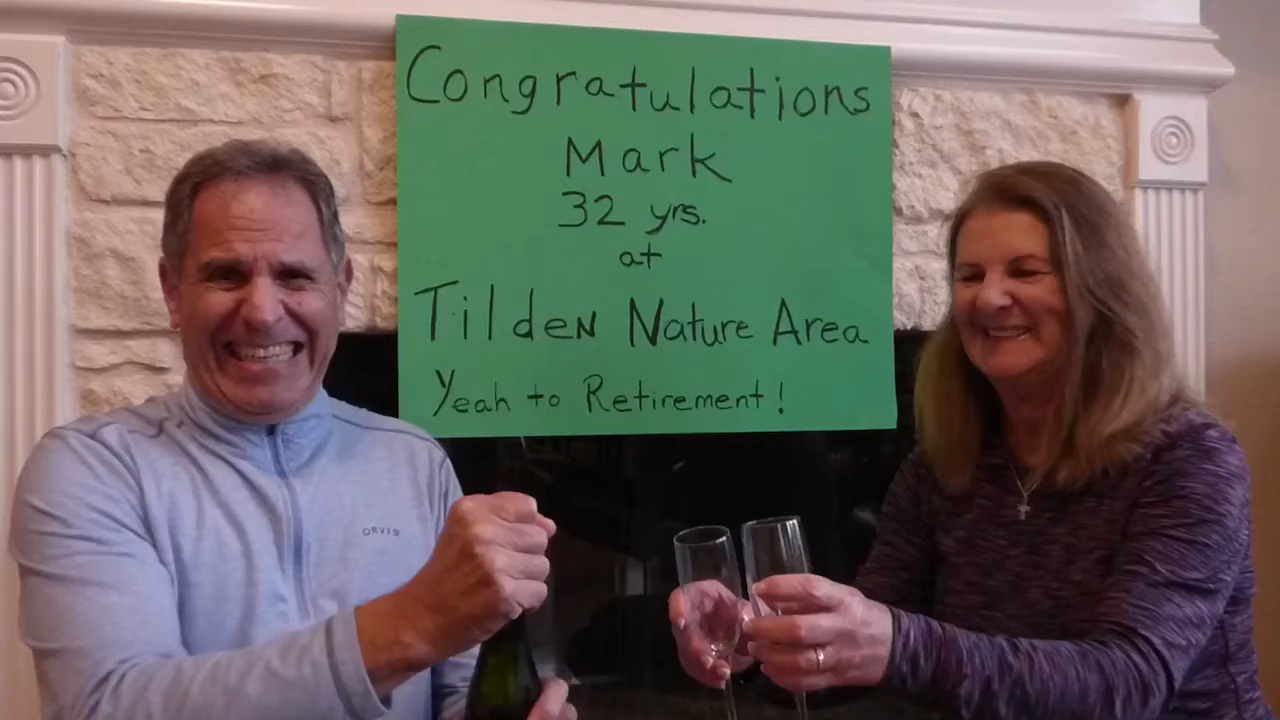 Congratulations
Mark
32 yrs.
at
Tilden Nature Area
Yeah to Retirement!
ORVIS